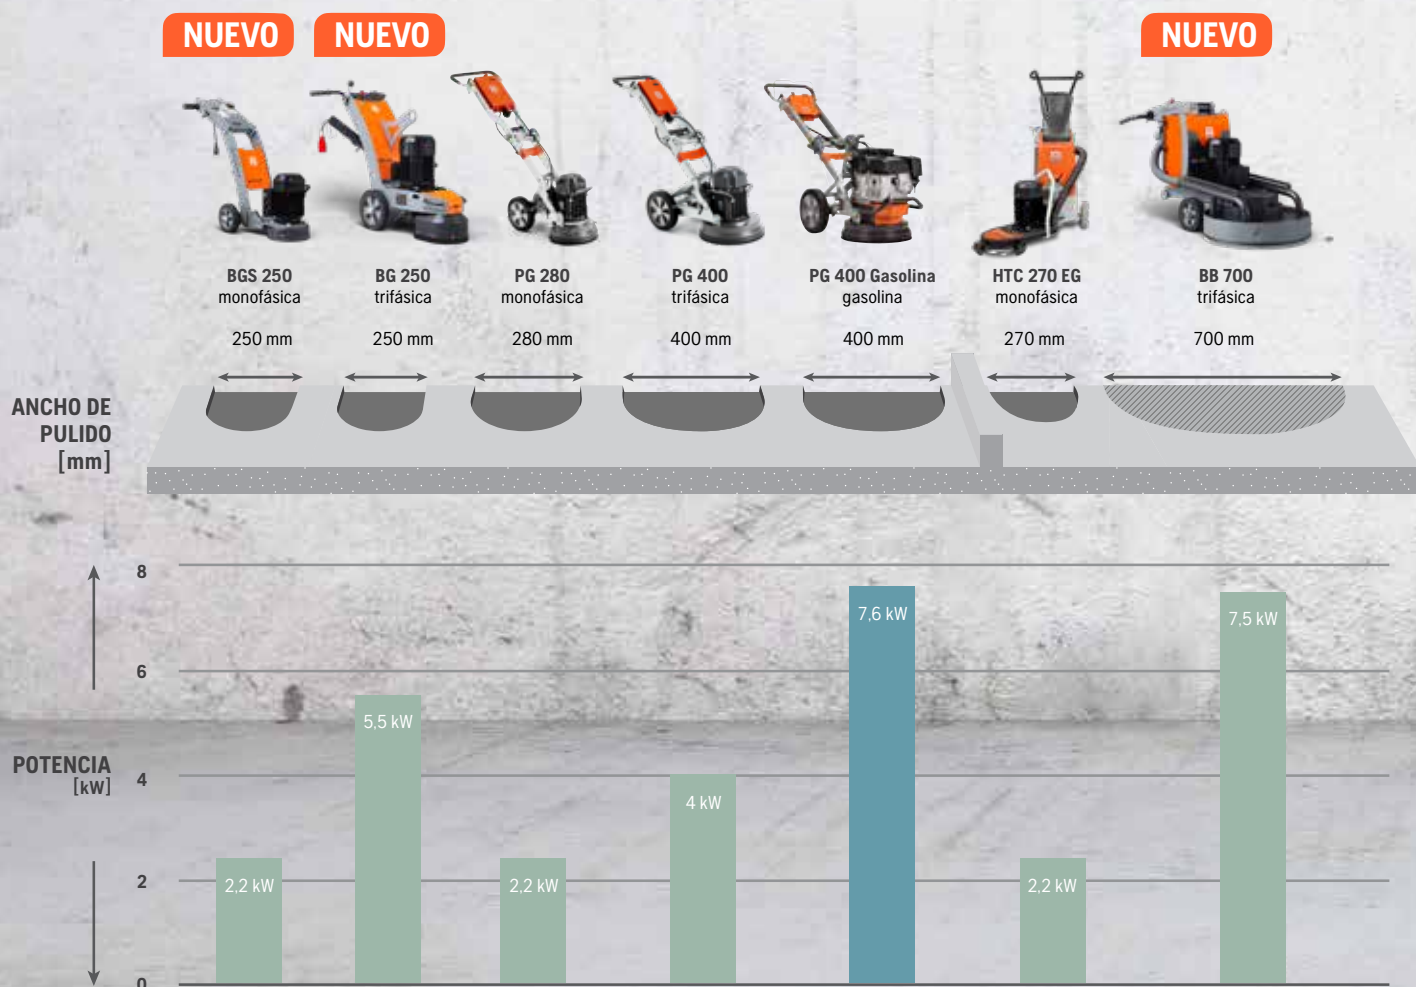 NUEVO
NUEVO
NUEVO
BGS 250
monofásica
250 mm
BG 250
trifásica
250 mm
PG 280
monofásica
280 mm
PG 400
trifásica
400 mm
PG 400 Gasolina
gasolina
400 mm
HTC 270 EG
monofásica
270 mm
BB 700
trifásica
700 mm
ANCHO DE
PULIDO
[mm]
8
6
POTENCIA
[kW]
4
2
0
2,2 kW
5,5 kW
2,2 kW
4 kW
7,6 kW
2,2 kW
7,5 kW